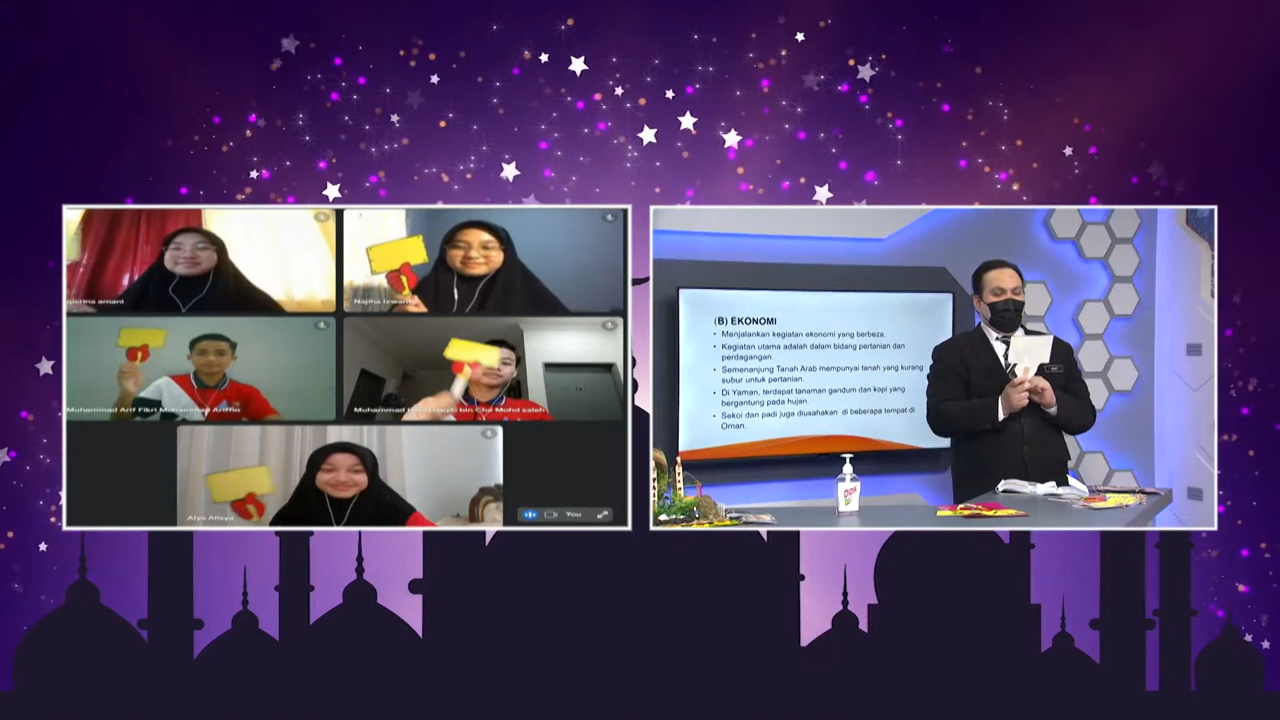 Najiha Izwani
Muhammad Arif Fikri Muhammad Ariffin
Muhammad bin Che Mohd saleh
Alya Atisya
You
(B) EKONOMI
• Menjalankan kegiatan ekonomi yang berbeza.
• Kegiatan utama adalah dalam bidang pertanian dan
perdagangan.
• Semenanjung Tanah Arab mempunyai tanah yang kurang
subur untuk pertanian.
• Di Yaman, terdapat tanaman gandum dan kopi yang
bergantung pada hujan.
• Sekoi dan padi juga diusahakan di beberapa tempat di
Oman.